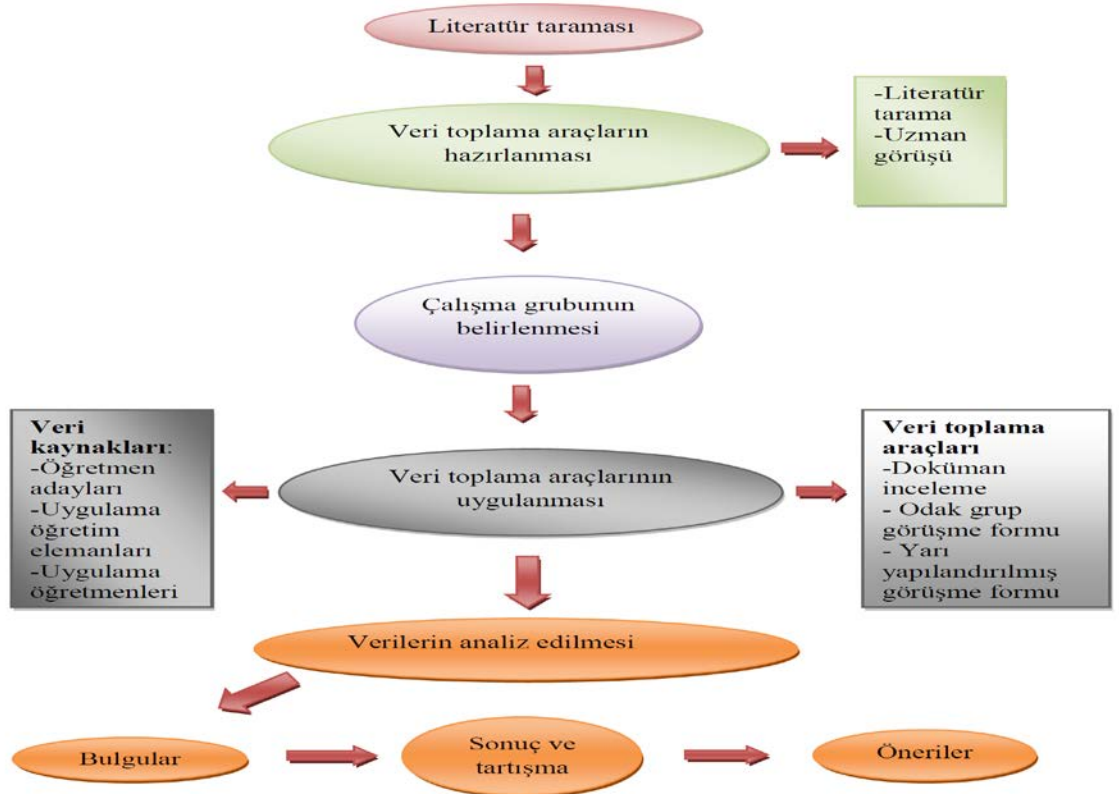 Literatür taraması
Veri toplama araçların
hazırlanması
-Literatür
tarama
-Uzman
görüşü
Çalışma grubunun
belirlenmesi
Veri
kaynakları:
-Öğretmen
adayları
-Uygulama
öğretim
elemanları
-Uygulama
öğretmenleri
Veri toplama araçlarının
uygulanması
Veri toplama
araçları
-Doküman
inceleme
- Odak grup
görüşme formu
- Yarı
yapılandırılmış
görüşme formu
Verilerin analiz edilmesi
Bulgular
Sonuç ve
tartışma
Öneriler